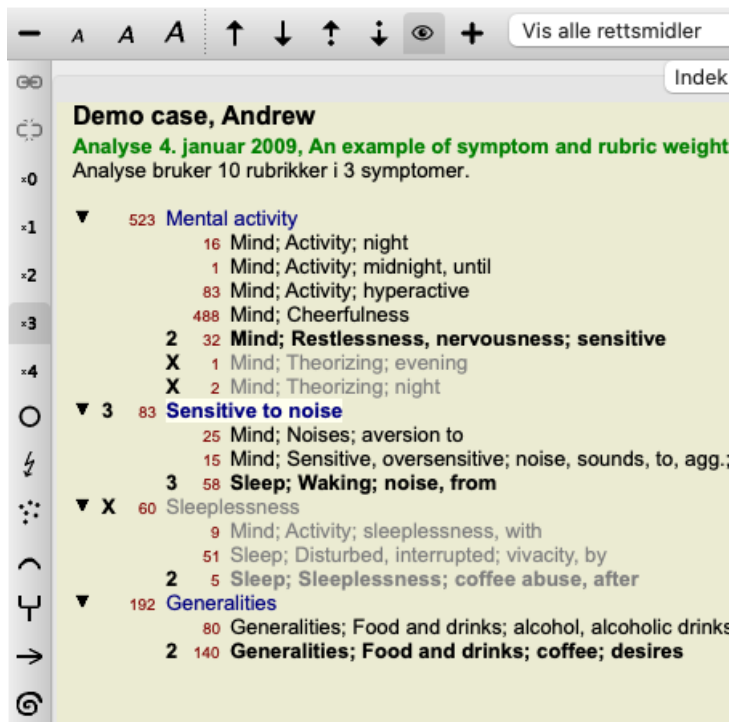 A A A Vis alle rettsmidler
Indek
Demo case, Andrew
Analyse 4. januar 2009, An example of symptom and rubric weight
Analyse bruker 10 rubrikker i 3 symptomer.
×0
×1
×2
×3
×4
523 Mental activity
16 Mind; Activity; night
1 Mind; Activity; midnight, until
83 Mind; Activity; hyperactive
488 Mind; Cheerfulness
2 32 Mind; Restlessness, nervousness; sensitive
X 1 Mind; Theorizing; evening
X 2 Mind; Theorizing; night
3 83 Sensitive to noise
25 Mind; Noises; aversion to
15 Mind; Sensitive, oversensitive; noise, sounds, to, agg.;
3 58 Sleep; Waking; noise, from
X 60 Sleeplessness
9 Mind; Activity; sleeplessness, with
51 Sleep; Disturbed, interrupted; vivacity, by
2 5 Sleep; Sleeplessness; coffee abuse, after
192 Generalities
80 Generalities; Food and drinks; alcohol, alcoholic drinks
2 140 Generalities; Food and drinks; coffee; desires